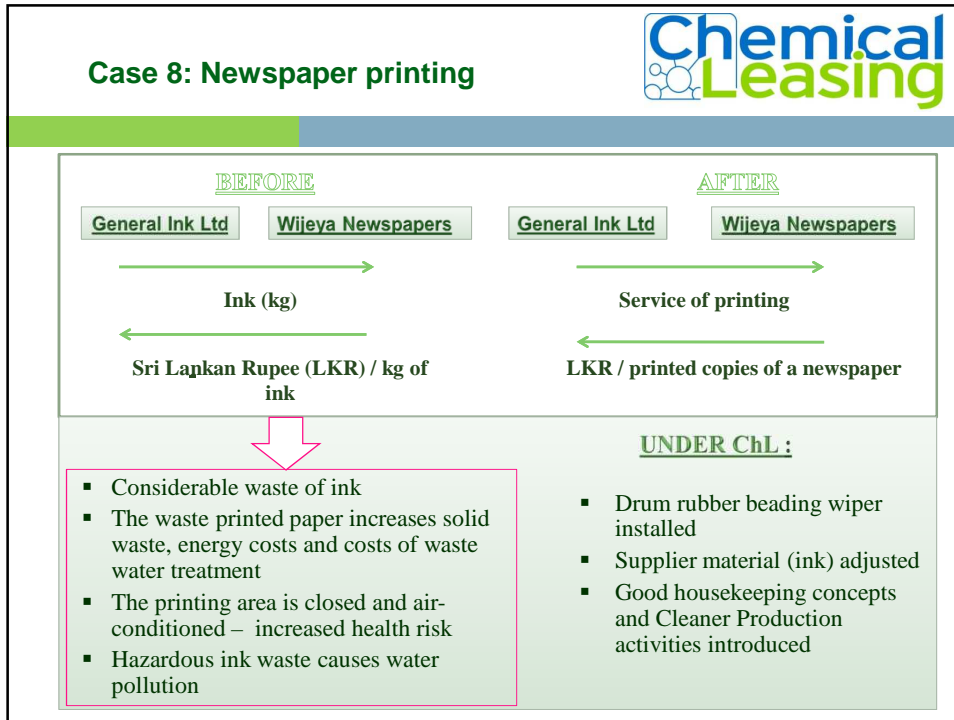 Chemical
Leasing
Case 8: Newspaper printing
BEFORE
General Ink Ltd
Wijeya Newspapers
Ink (kg)
Sri Lankan Rupee (LKR) / kg of
ink
AFTER
General Ink Ltd
Wijeya Newspapers
Service of printing
LKR / printed copies of a newspaper
▪ Considerable waste of ink
▪ The waste printed paper increases solid
waste, energy costs and costs of waste
water treatment
▪ The printing area is closed and air-
conditioned – increased health risk
▪ Hazardous ink waste causes water
pollution
UNDER ChL :
▪ Drum rubber beading wiper
installed
▪ Supplier material (ink) adjusted
▪ Good housekeeping concepts
and Cleaner Production
activities introduced